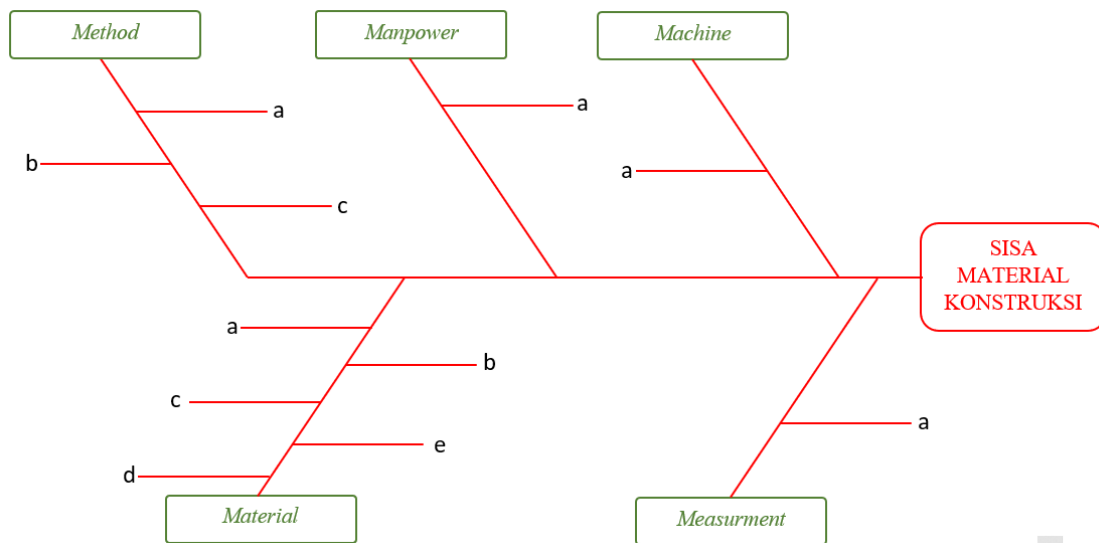 Method
Manpower
Machine
a
a
b
a
c
SISA
MATERIAL
KONSTRUKSI
a
b
c
a
e
d
Material
Measurment